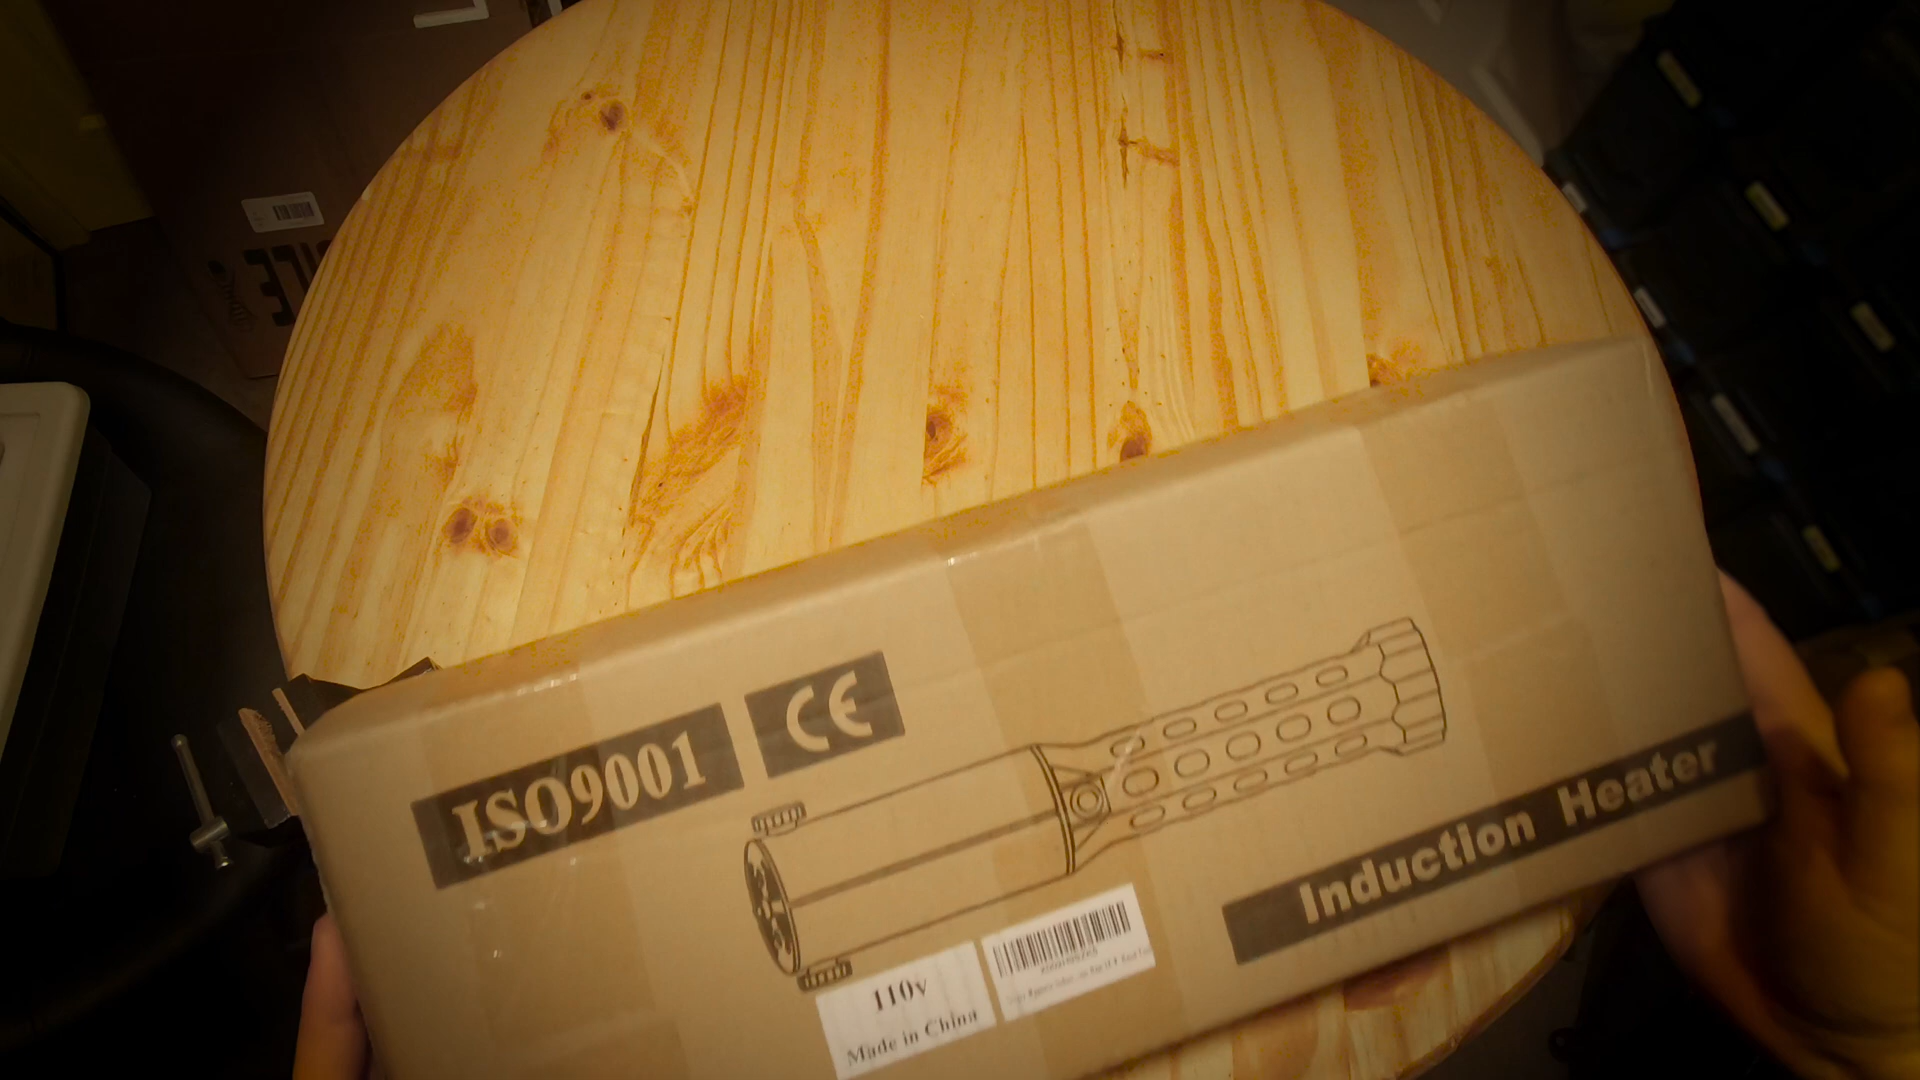 ISO9001
CE
Induction Heater
110v
Made in China